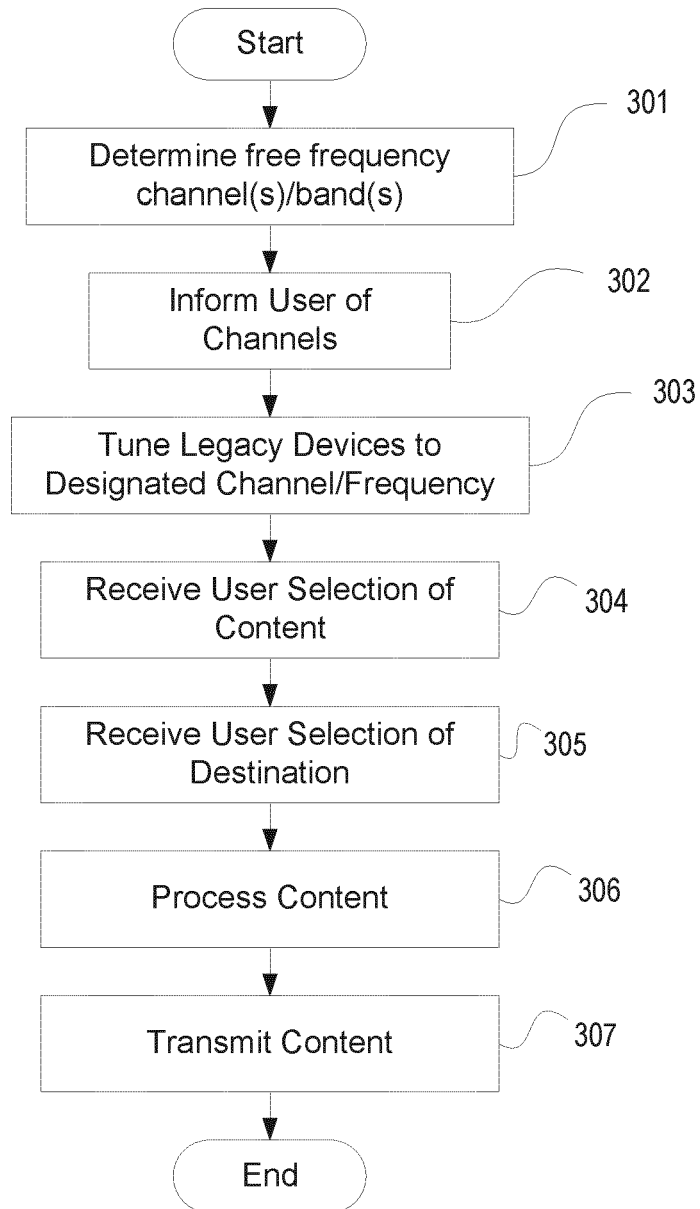 Start
301
Determine free frequency
channel(s)/band(s)
302
Inform User of
Channels
303
Tune Legacy Devices to
Designated Channel/Frequency
Receive User Selection of
Content
304
Receive User Selection of
Destination
305
Process Content
306
Transmit Content
307
End